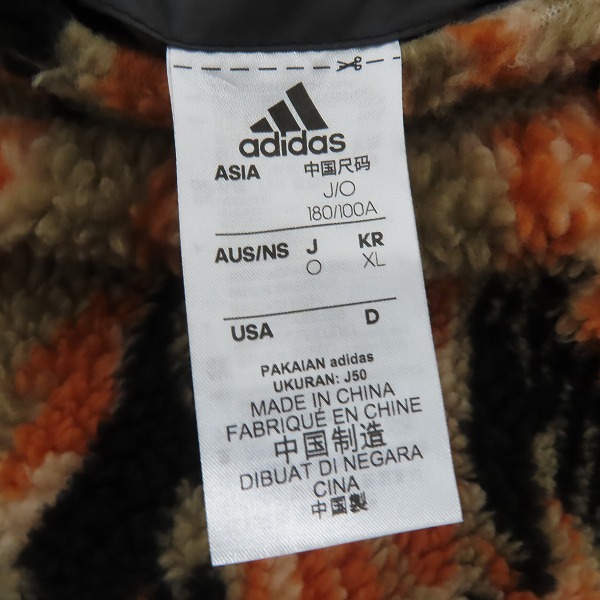 adidas
ASIA 中国尺码
J/O
180/100A
AUS/NS J KR
O XL
USA D
PAKAIAN adidas
UKURAN: J50
MADE IN CHINA
FABRIQUÉ EN CHINE
中国制造
DIBUAT DI NEGARA
CINA
中国製